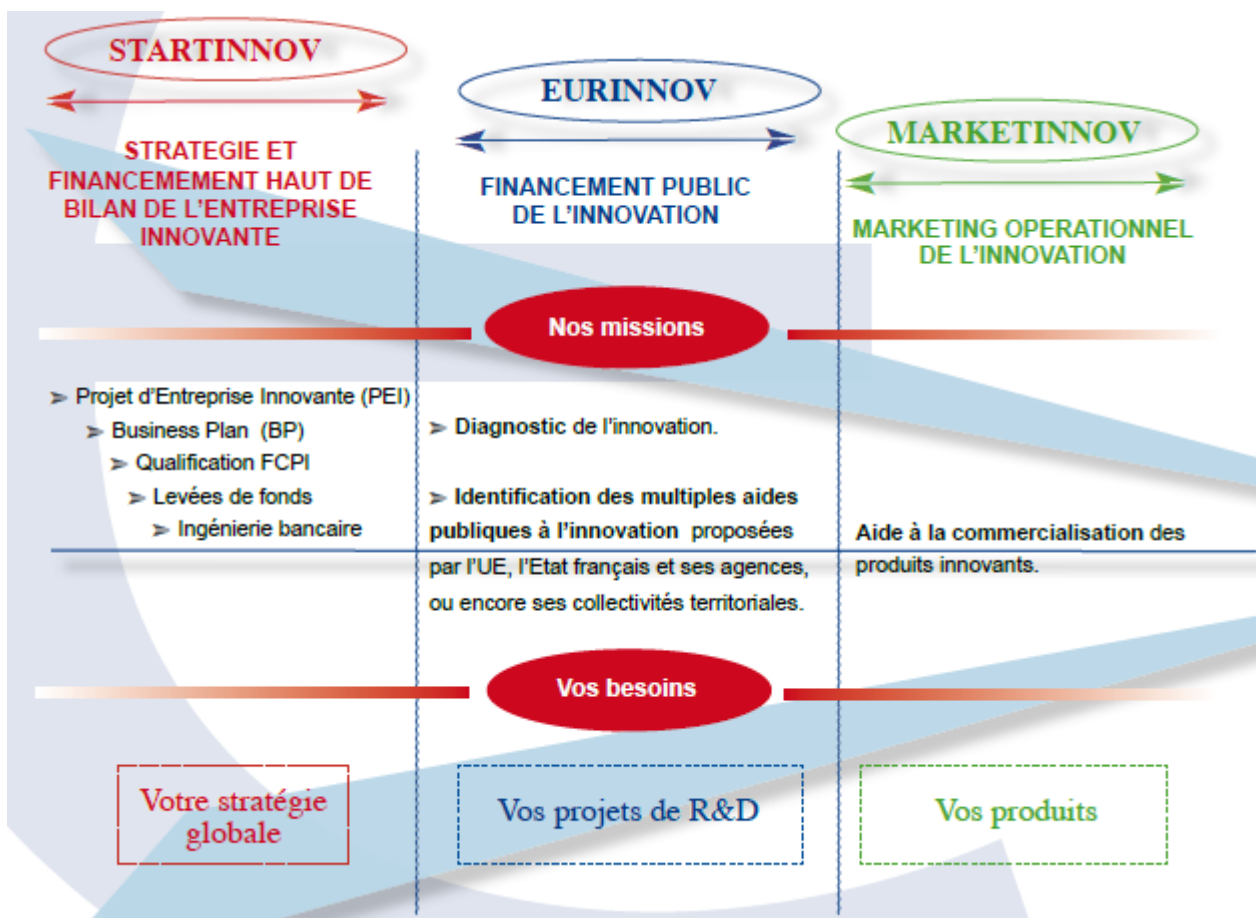 STARTINNOV
STRATEGIE ET
FINANCEMEMENT HAUT DE
BILAN DE L'ENTREPRISE
INNOVANTE
EURINNOV
FINANCEMENT PUBLIC
DE L'INNOVATION
MARKETINNOV
MARKETING OPERATIONNEL
DE L'INNOVATION
Nos missions
➢ Projet d'Entreprise Innovante (PEI)
➢ Business Plan (BP)
➢ Qualification FCPI
➢ Levées de fonds
➢ Ingénierie bancaire
➢ Diagnostic de l'innovation.
➢ Identification des multiples aides
publiques à l'innovation proposées
par l'UE, l'Etat français et ses agences,
ou encore ses collectivités territoriales.
Aide à la commercialisation des
produits innovants.
Vos besoins
Votre stratégie
globale
Vos projets de R&D
Vos produits